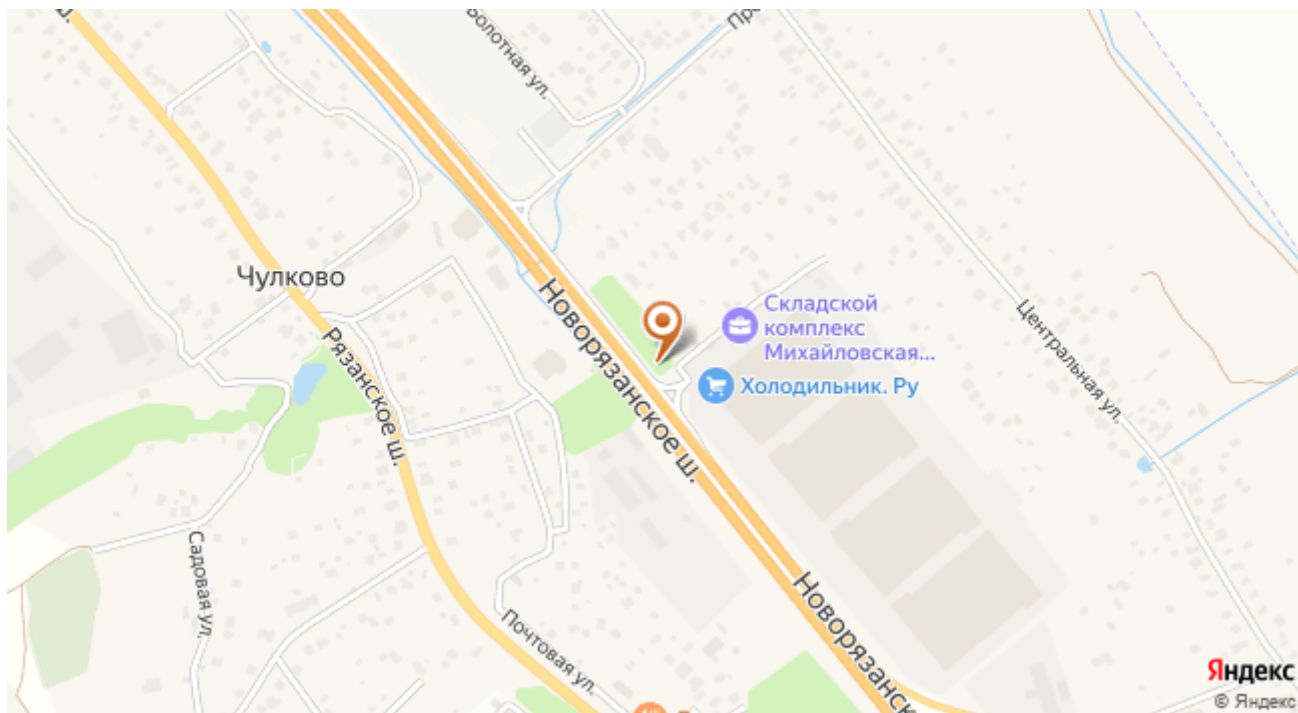 ш.
Болотная ул.
Про
ш.
Чулково
Новорязанское ш.
Складской
комплекс
Михайловская...
Холодильник. Ру
Центральная ул.
Рязанское ш.
Садовая ул.
Почтовая ул.
Новорязанск
Яндекс
© Яндекс